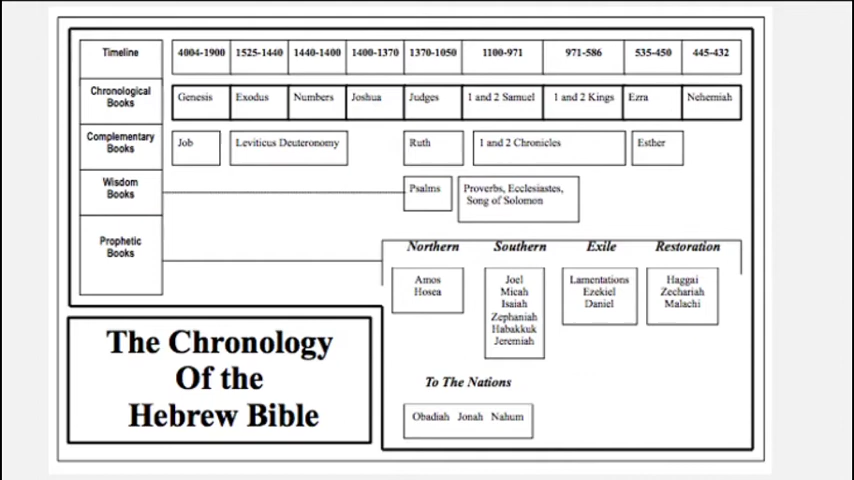 Timeline
4004-1900
1525-1440
1440-1400
1400-1370
1370-1050
1100-971
971-586
535-450
445-432
Chronological
Books
Genesis
Exodus
Numbers
Joshua
Judges
1 and 2 Samuel
1 and 2 Kings
Ezra
Nehemiah
Complementary
Books
Job
Leviticus Deuteronomy
Ruth
1 and 2 Chronicles
Esther
Wisdom
Books
Psalms
Proverbs, Ecclesiastes,
Song of Solomon
Prophetic
Books
Northern
Southern
Exile
Restoration
Amos
Hosea
Joel
Micah
Isaiah
Zephaniah
Habakkuk
Jeremiah
Lamentations
Ezekiel
Daniel
Haggai
Zechariah
Malachi
The Chronology
Of the
Hebrew Bible
To The Nations
Obadiah Jonah Nahum